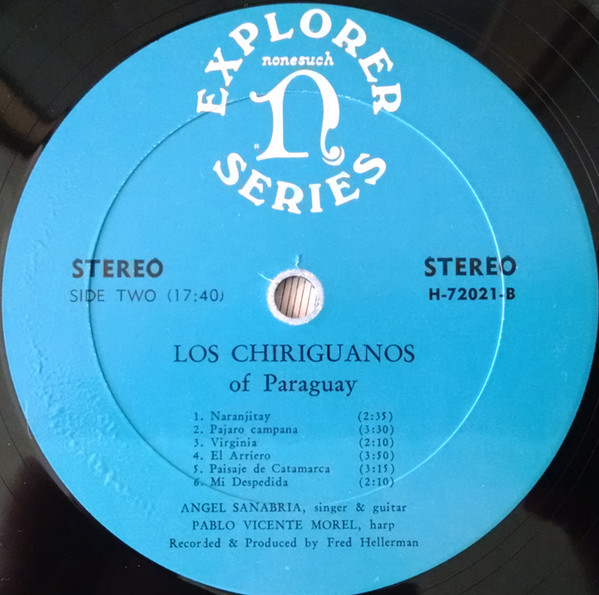 EXPLORER
nonesuch
n
SERIES
STEREO STEREO
SIDE TWO (17:40) H-72021-B
LOS CHIRIGUANOS
of Paraguay
1. Naranjitay (2:35)
2. Pajaro campana (3:30)
3. Virginia (2:10)
4. El Arriero (3:50)
5. Paisaje de Catamarca (3:15)
6. Mi Despedida (2:10)
ANGEL SANABRIA, singer & guitar
PABLO VICENTE MOREL, harp
Recorded & Produced by Fred Hellerman